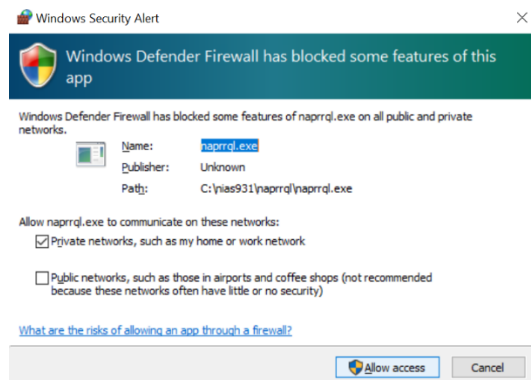 Windows Security Alert
Windows Defender Firewall has blocked some features of this
app
Windows Defender Firewall has blocked some features of naprrql.exe on all public and private
networks.
Name: naprrql.exe
Publisher: Unknown
Path: C:\nias931\naprrql\naprrql.exe
Allow naprrql.exe to communicate on these networks:
Private networks, such as my home or work network
Public networks, such as those in airports and coffee shops (not recommended
because these networks often have little or no security)
What are the risks of allowing an app through a firewall?
Allow access Cancel